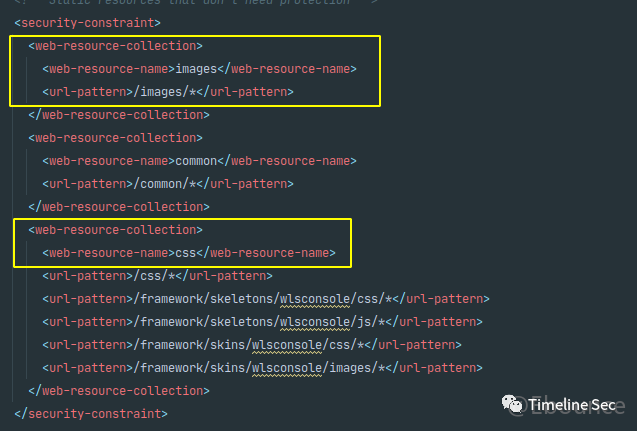 <!-- Static resources that don't need protection -->
<security-constraint>
<web-resource-collection>
<web-resource-name>images</web-resource-name>
<url-pattern>/images/*</url-pattern>
</web-resource-collection>
<web-resource-collection>
<web-resource-name>common</web-resource-name>
<url-pattern>/common/*</url-pattern>
</web-resource-collection>
<web-resource-collection>
<web-resource-name>css</web-resource-name>
<url-pattern>/css/*</url-pattern>
<url-pattern>/framework/skeletons/wlsconsole/css/*</url-pattern>
<url-pattern>/framework/skeletons/wlsconsole/js/*</url-pattern>
<url-pattern>/framework/skins/wlsconsole/css/*</url-pattern>
<url-pattern>/framework/skins/wlsconsole/images/*</url-pattern>
</web-resource-collection>
</security-constraint>
@Ebounce
Timeline Sec